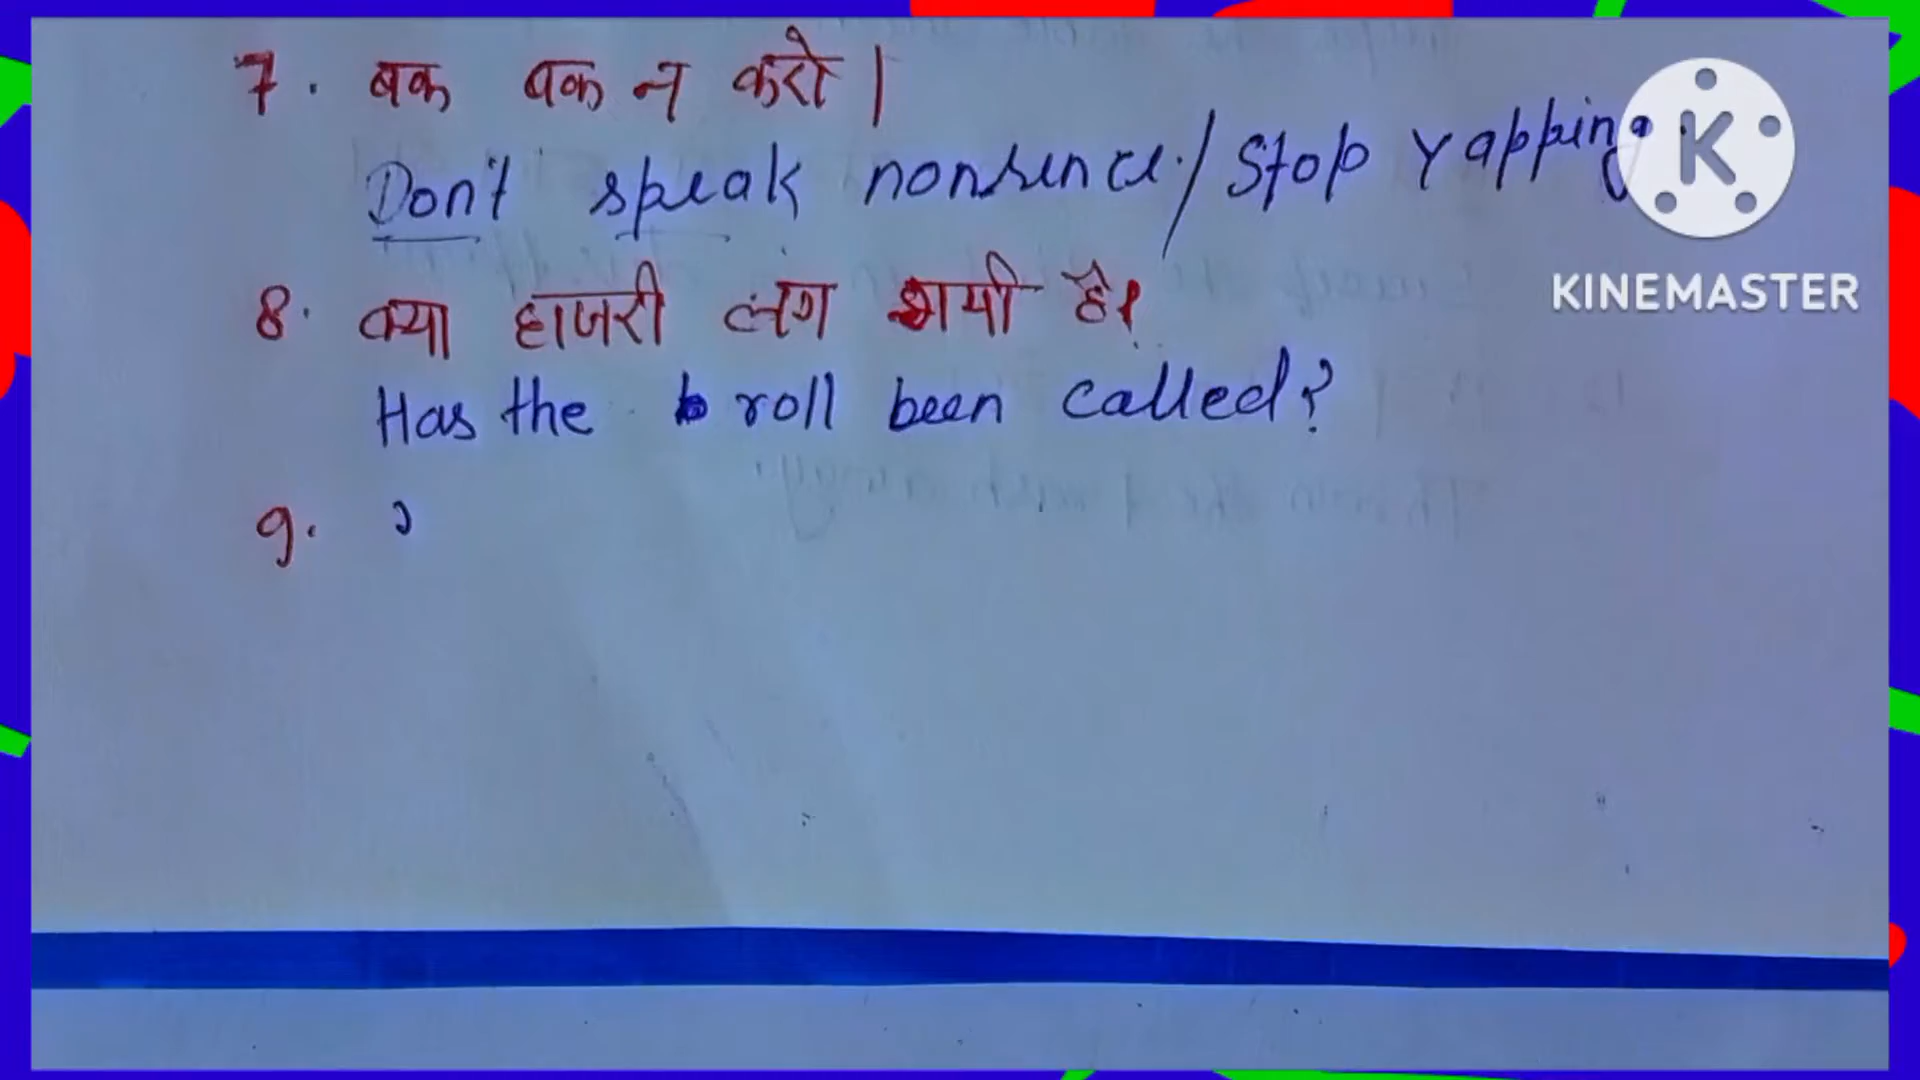 7. बक बक न करो|
Don't speak nonsence./Stop Yapping.
K
KINEMASTER
8. क्या हाजरी लग गयी है?
Has the roll been called?
9.